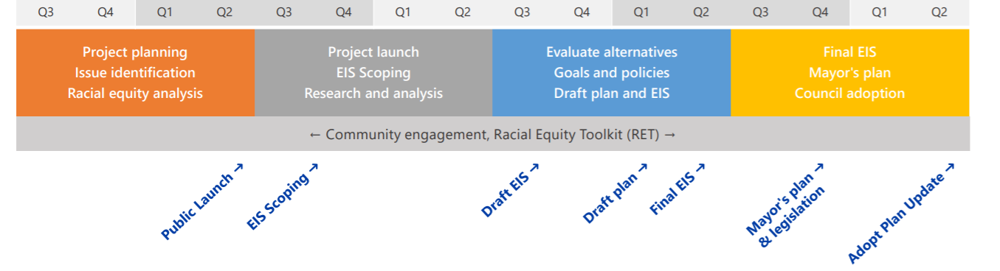 Q3 Q4 Q1 Q2 Q3 Q4 Q1 Q2 Q3 Q4 Q1 Q2 Q3 Q4 Q1 Q2
Project planning
Issue identification
Racial equity analysis
Project launch
EIS Scoping
Research and analysis
Evaluate alternatives
Goals and policies
Draft plan and EIS
Final EIS
Mayor's plan
Council adoption
← Community engagement, Racial Equity Toolkit (RET) →
Public Launch →
EIS Scoping →
Draft EIS →
Draft plan →
Final EIS →
Mayor's plan →
& legislation
Adopt Plan Update →